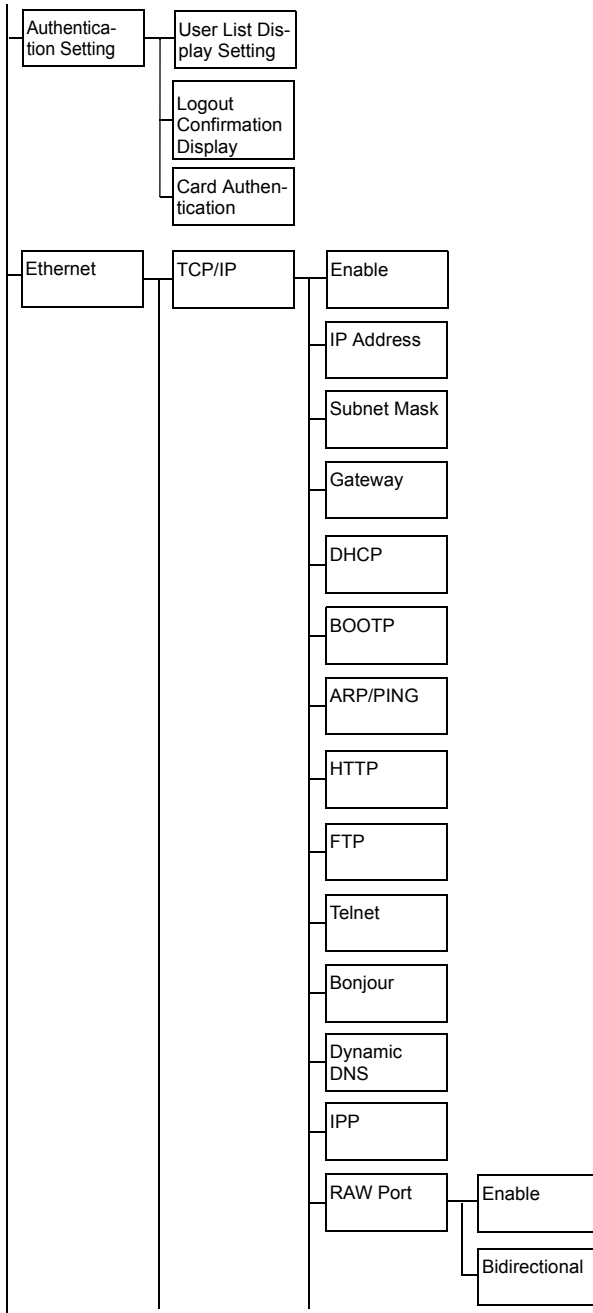 Authentica-
tion Setting
User List Dis-
play Setting
Logout
Confirmation
Display
Card Authen-
tication
Ethernet
TCP/IP
Enable
IP Address
Subnet Mask
Gateway
DHCP
BOOTP
ARP/PING
HTTP
FTP
Telnet
Bonjour
Dynamic
DNS
IPP
RAW Port
Enable
Bidirectional